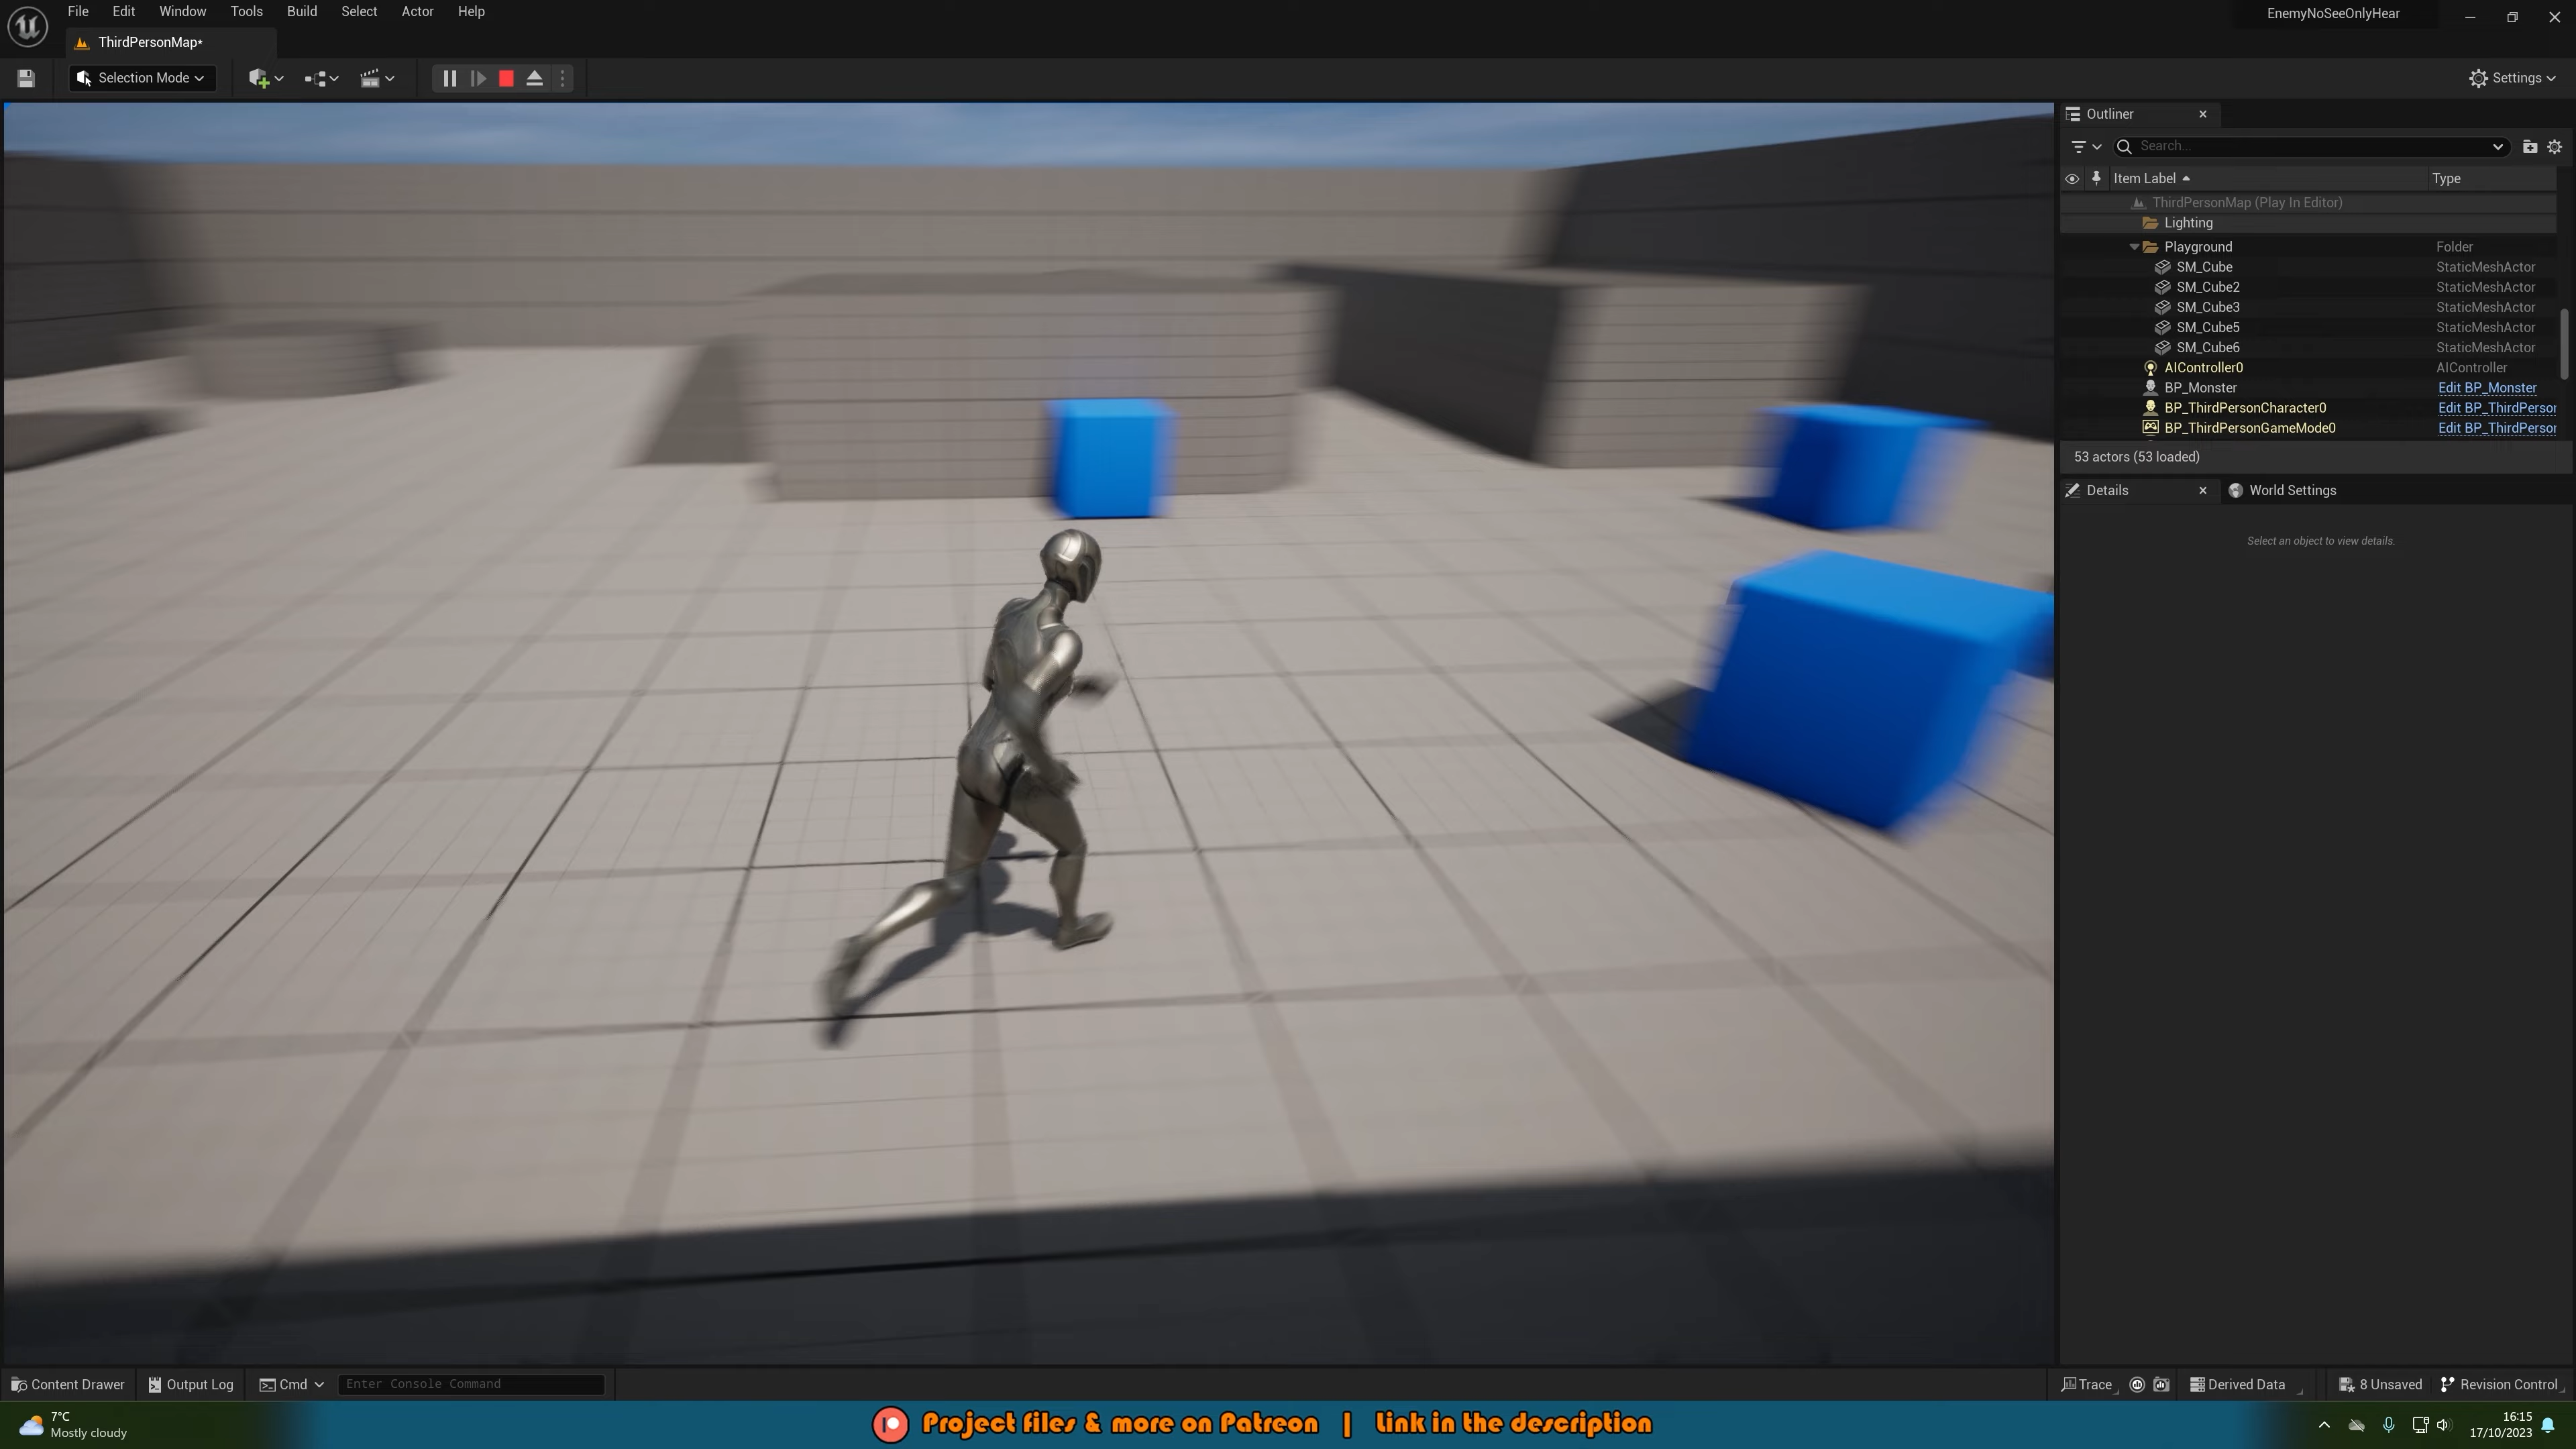 File Edit Window Tools Build Select Actor Help
EnemyNoSeeOnlyHear
ThirdPersonMap*
Selection Mode
Settings
Outliner
Search...
Item Label Type
ThirdPersonMap (Play In Editor)
Lighting
Playground Folder
SM_Cube StaticMeshActor
SM_Cube2 StaticMeshActor
SM_Cube3 StaticMeshActor
SM_Cube5 StaticMeshActor
SM_Cube6 StaticMeshActor
AIController0 AIController
BP_Monster Edit BP_Monster
BP_ThirdPersonCharacter0 Edit BP_ThirdPersor
BP_ThirdPersonGameMode0 Edit BP_ThirdPersor
53 actors (53 loaded)
Details World Settings
Select an object to view details.
Content Drawer Output Log Cmd Enter Console Command
Trace Derived Data 8 Unsaved Revision Control
7°C
Mostly cloudy
Project files & more on Patreon | Link in the description
16:15
17/10/2023